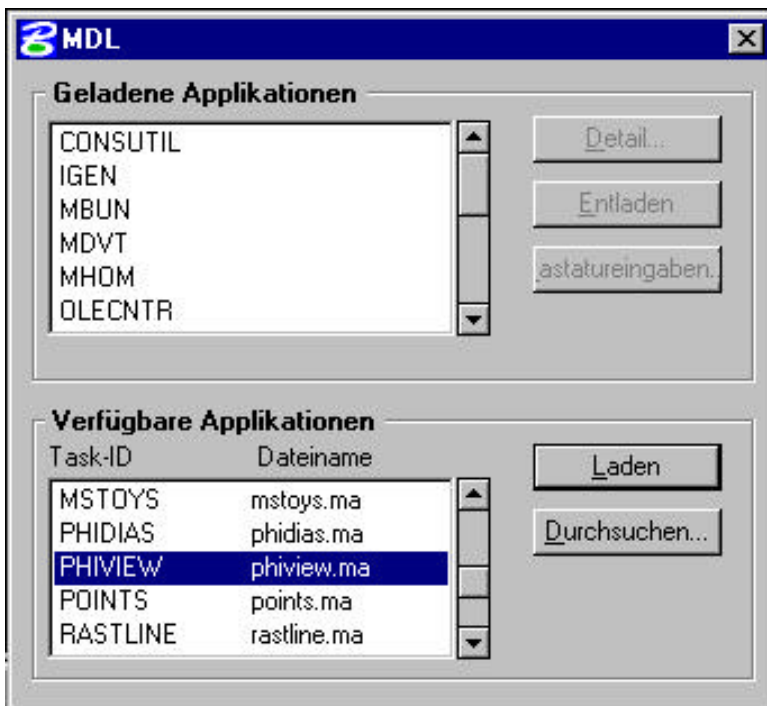 MDL
Geladene Applikationen
CONSUTIL
IGEN
MBUN
MDVT
MHOM
OLECNTR
Detail...
Entladen
astatureingaben..
Verfügbare Applikationen
Task-ID Dateiname
MSTOYS mstoys.ma
PHIDIAS phidias.ma
PHIVIEW phiview.ma
POINTS points.ma
RASTLINE rastline.ma
Laden
Durchsuchen...